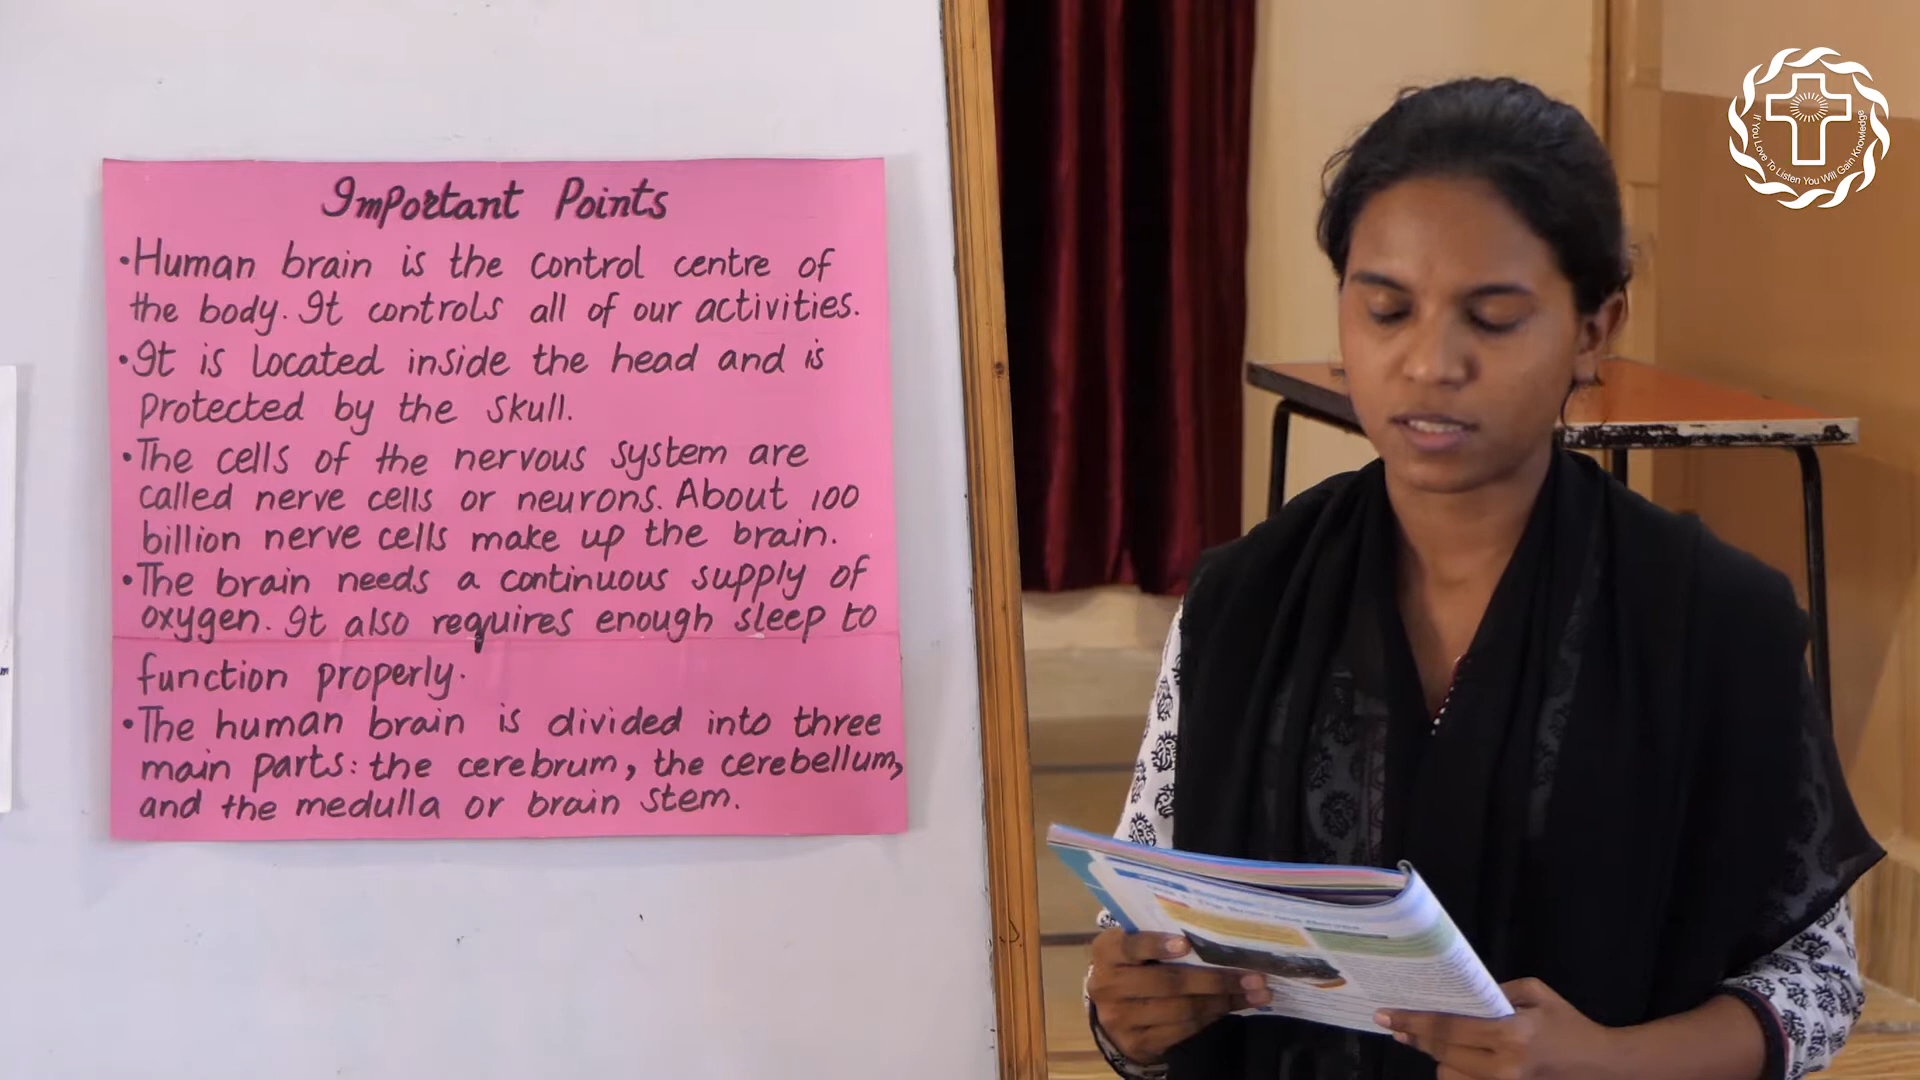 Important Points
•Human brain is the control centre of
the body. It controls all of our activities.
•It is located inside the head and is
protected by the skull.
•The cells of the nervous system are
called nerve cells or neurons. About 100
billion nerve cells make up the brain.
•The brain needs a continuous supply of
oxygen. It also requires enough sleep to
function properly.
•The human brain is divided into three
main parts: the cerebrum, the cerebellum,
and the medulla or brain stem.
If You Love To Listen You Will Gain Knowledge